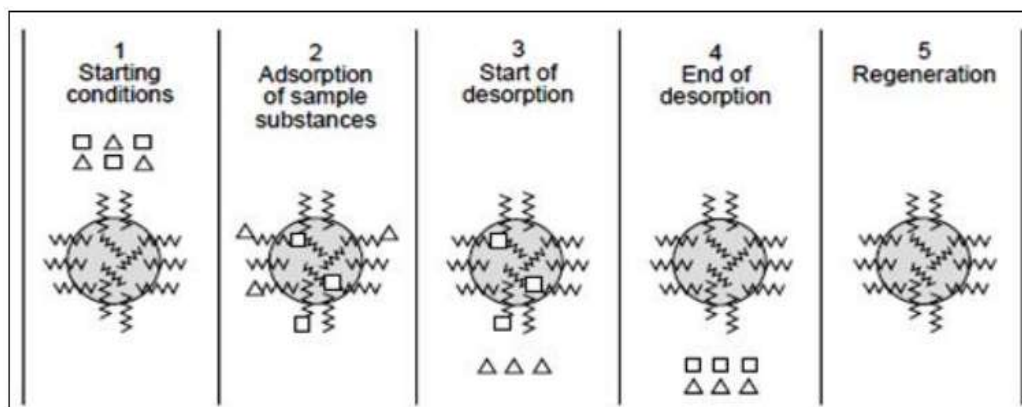 1
Starting
conditions
2
Adsorption
of sample
substances
3
Start of
desorption
4
End of
desorption
5
Regeneration